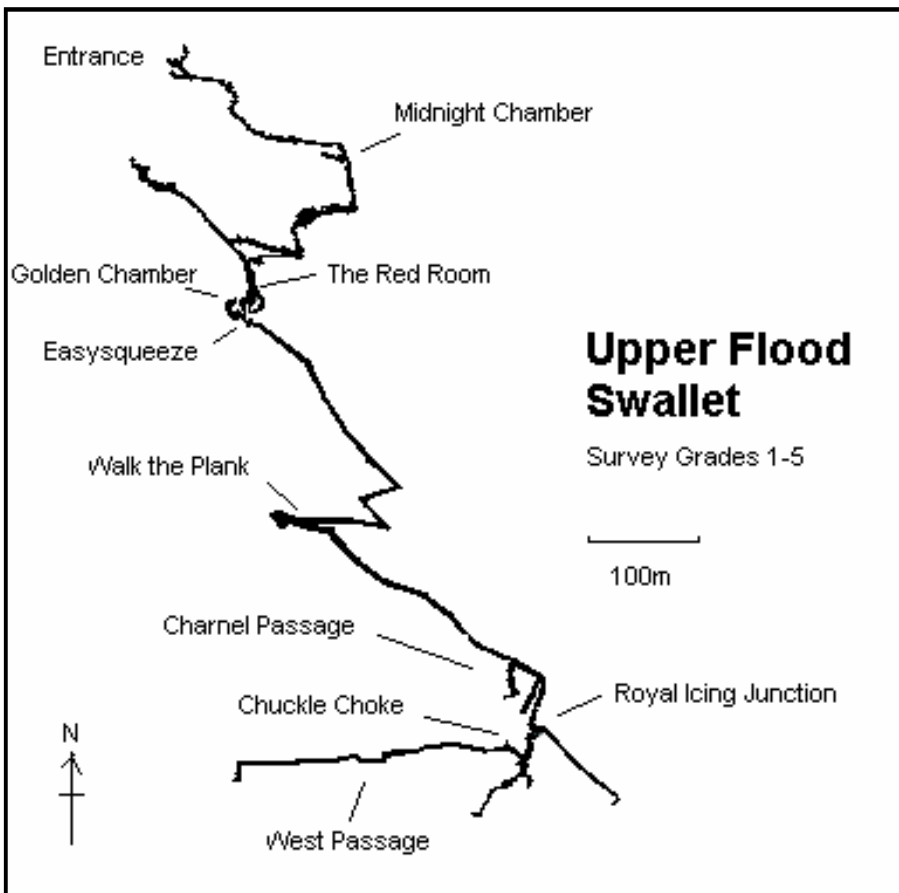 Entrance
Midnight Chamber
Golden Chamber
The Red Room
Easysqueeze
Upper Flood
Swallet
Survey Grades 1-5
Walk the Plank
100m
Charnel Passage
Royal Icing Junction
Chuckle Choke
N
West Passage